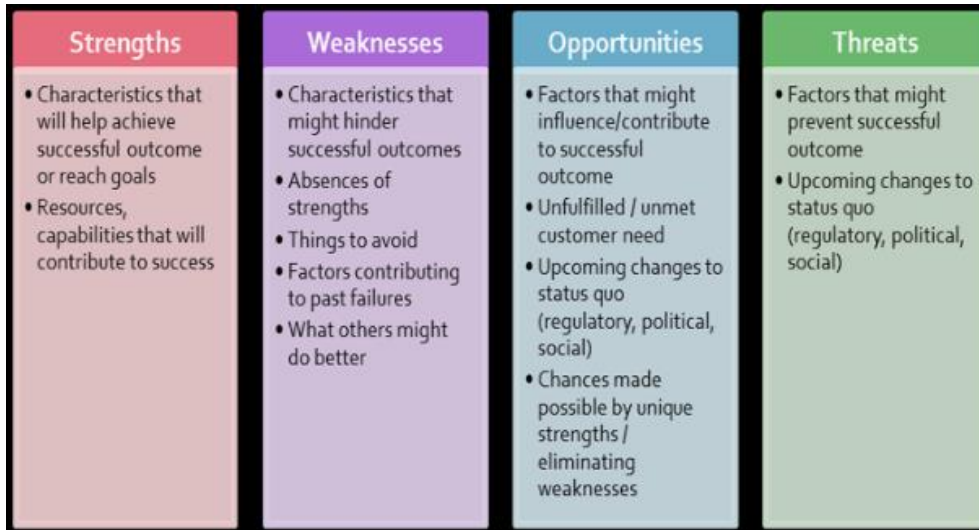 Strengths
• Characteristics that
will help achieve
successful outcome
or reach goals
• Resources,
capabilities that will
contribute to success
Weaknesses
• Characteristics that
might hinder
successful outcomes
• Absences of
strengths
• Things to avoid
• Factors contributing
to past failures
• What others might
do better
Opportunities
• Factors that might
influence/contribute
to successful
outcome
• Unfulfilled / unmet
customer need
• Upcoming changes to
status quo
(regulatory, political,
social)
• Chances made
possible by unique
strengths /
eliminating
weaknesses
Threats
• Factors that might
prevent successful
outcome
• Upcoming changes to
status quo
(regulatory, political,
social)